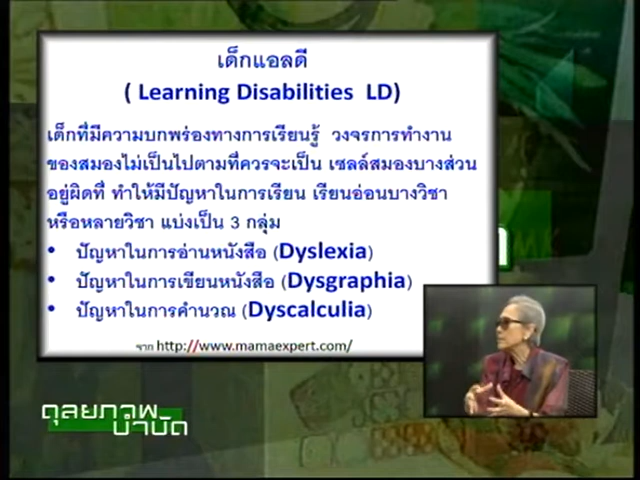 เด็กแอลดี
( Learning Disabilities LD)
เด็กที่มีความบกพร่องทางการเรียนรู้ วงจรการทำงาน
ของสมองไม่เป็นไปตามที่ควรจะเป็น เซลล์สมองบางส่วน
อยู่ผิดที่ ทำให้มีปัญหาในการเรียน เรียนอ่อนบางวิชา
หรือหลายวิชา แบ่งเป็น 3 กลุ่ม
• ปัญหาในการอ่านหนังสือ (Dyslexia)
• ปัญหาในการเขียนหนังสือ (Dysgraphia)
• ปัญหาในการคำนวณ (Dyscalculia)
จาก http://www.mamaexpert.com/
ดุลยภาพ
บำบัด